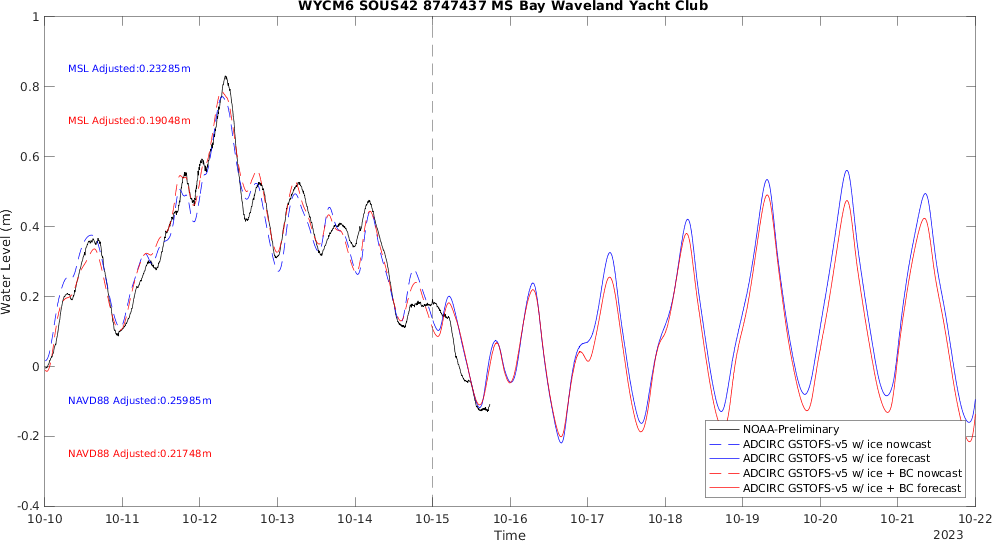 WYCM6 SOUS42 8747437 MS Bay Waveland Yacht Club
1
0.8
0.6
0.4
0.2
0
-0.2
-0.4
Water Level (m)
MSL Adjusted:0.23285m
MSL Adjusted:0.19048m
NAVD88 Adjusted:0.25985m
NAVD88 Adjusted:0.21748m
NOAA-Preliminary
ADCIRC GSTOFS-v5 w/ ice nowcast
ADCIRC GSTOFS-v5 w/ ice forecast
ADCIRC GSTOFS-v5 w/ ice + BC nowcast
ADCIRC GSTOFS-v5 w/ ice + BC forecast
10-10 10-11 10-12 10-13 10-14 10-15 10-16 10-17 10-18 10-19 10-20 10-21 10-22
Time
2023